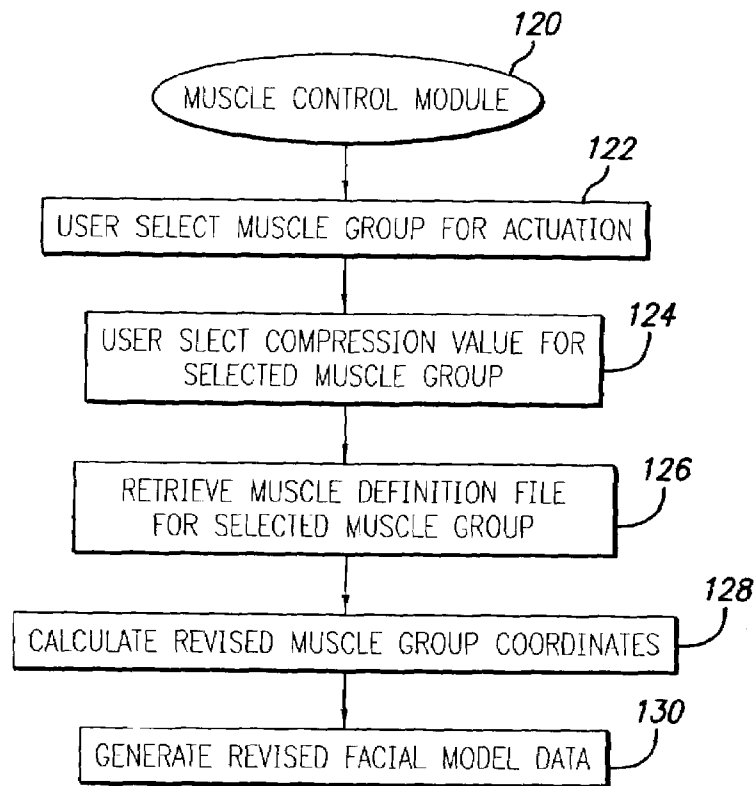 120
MUSCLE CONTROL MODULE
122
USER SELECT MUSCLE GROUP FOR ACTUATION
124
USER SLECT COMPRESSION VALUE FOR
SELECTED MUSCLE GROUP
126
RETRIEVE MUSCLE DEFINITION FILE
FOR SELECTED MUSCLE GROUP
128
CALCULATE REVISED MUSCLE GROUP COORDINATES
130
GENERATE REVISED FACIAL MODEL DATA